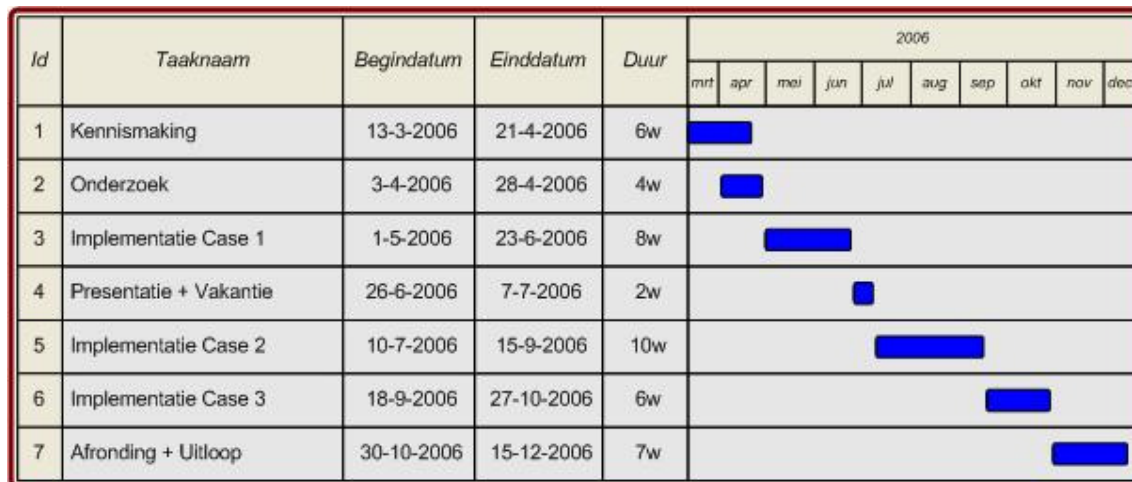 Id Taaknaam Begindatum Einddatum Duur 2006
mrt apr mei jun jul aug sep okt nov dec
1 Kennismaking 13-3-2006 21-4-2006 6w
2 Onderzoek 3-4-2006 28-4-2006 4w
3 Implementatie Case 1 1-5-2006 23-6-2006 8w
4 Presentatie + Vakantie 26-6-2006 7-7-2006 2w
5 Implementatie Case 2 10-7-2006 15-9-2006 10w
6 Implementatie Case 3 18-9-2006 27-10-2006 6w
7 Afronding + Uitloop 30-10-2006 15-12-2006 7w